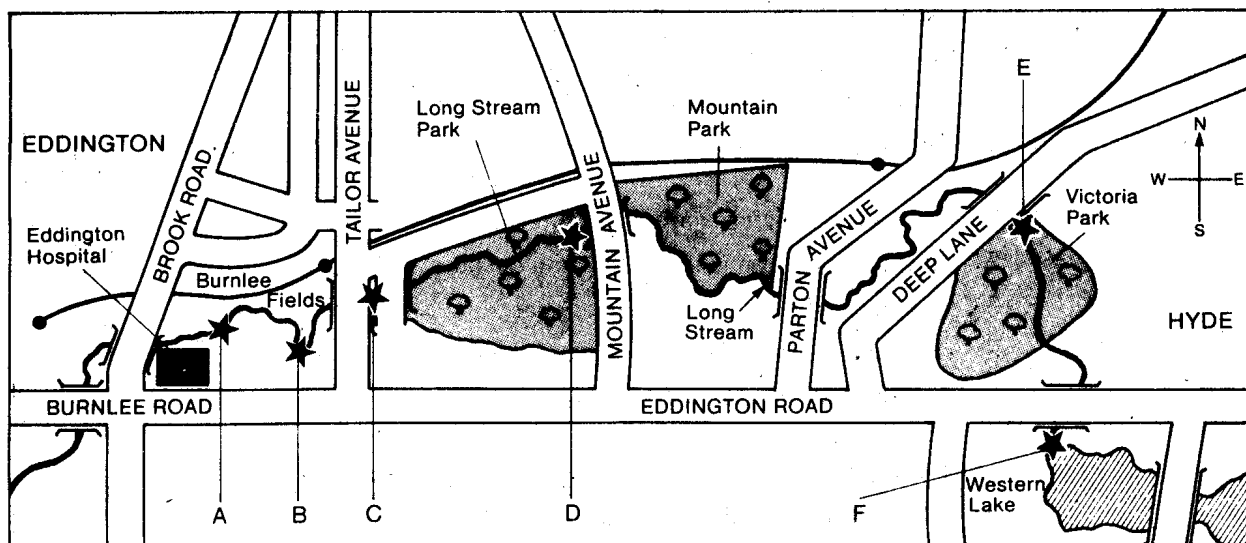 E
EDDINGTON
TAILOR AVENUE
Long Stream
Park
Mountain
Park
N
W
E
S
BROOK ROAD.
MOUNTAIN AVENUE
Victoria
Park
Eddington
Hospital
Burnlee
Fields
PARTON
AVENUE
DEEP LANE
Long
Stream
HYDE
BURNLEE ROAD
EDDINGTON ROAD
Western
Lake
A
B
C
D
F